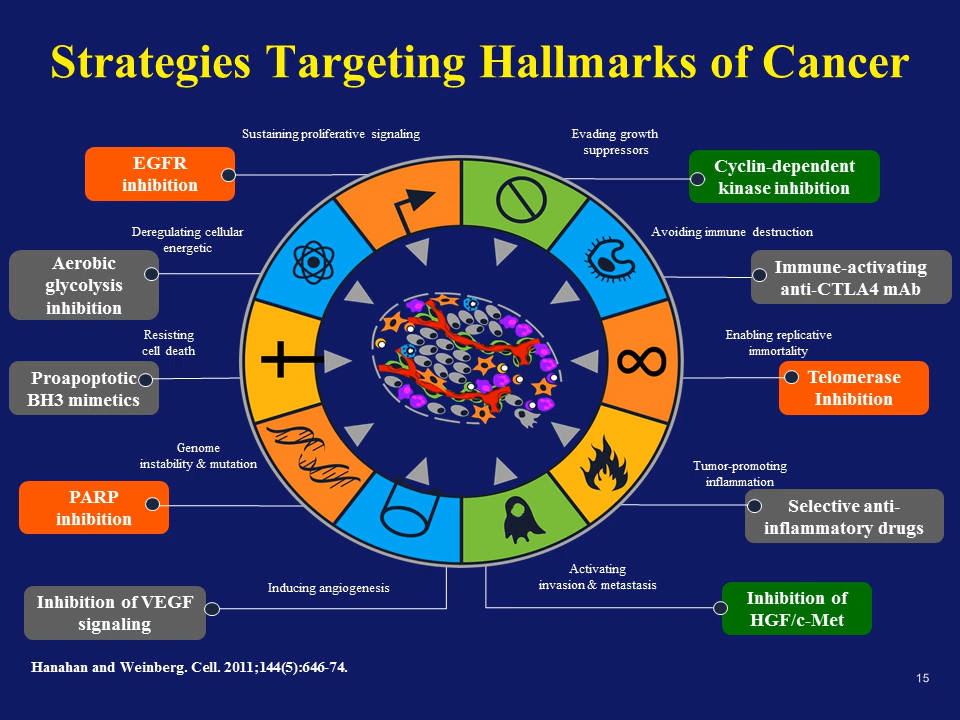 Strategies Targeting Hallmarks of Cancer
Sustaining proliferative signaling
Evading growth
suppressors
EGFR
inhibition
Cyclin-dependent
kinase inhibition
Deregulating cellular
energetic
Avoiding immune destruction
Aerobic
glycolysis
inhibition
Immune-activating
anti-CTLA4 mAb
Resisting
cell death
Enabling replicative
immortality
Proapoptotic
BH3 mimetics
Telomerase
Inhibition
Genome
instability & mutation
Tumor-promoting
inflammation
PARP
inhibition
Selective anti-
inflammatory drugs
Inducing angiogenesis
Activating
invasion & metastasis
Inhibition of VEGF
signaling
Inhibition of
HGF/c-Met
Hanahan and Weinberg. Cell. 2011;144(5):646-74.
15